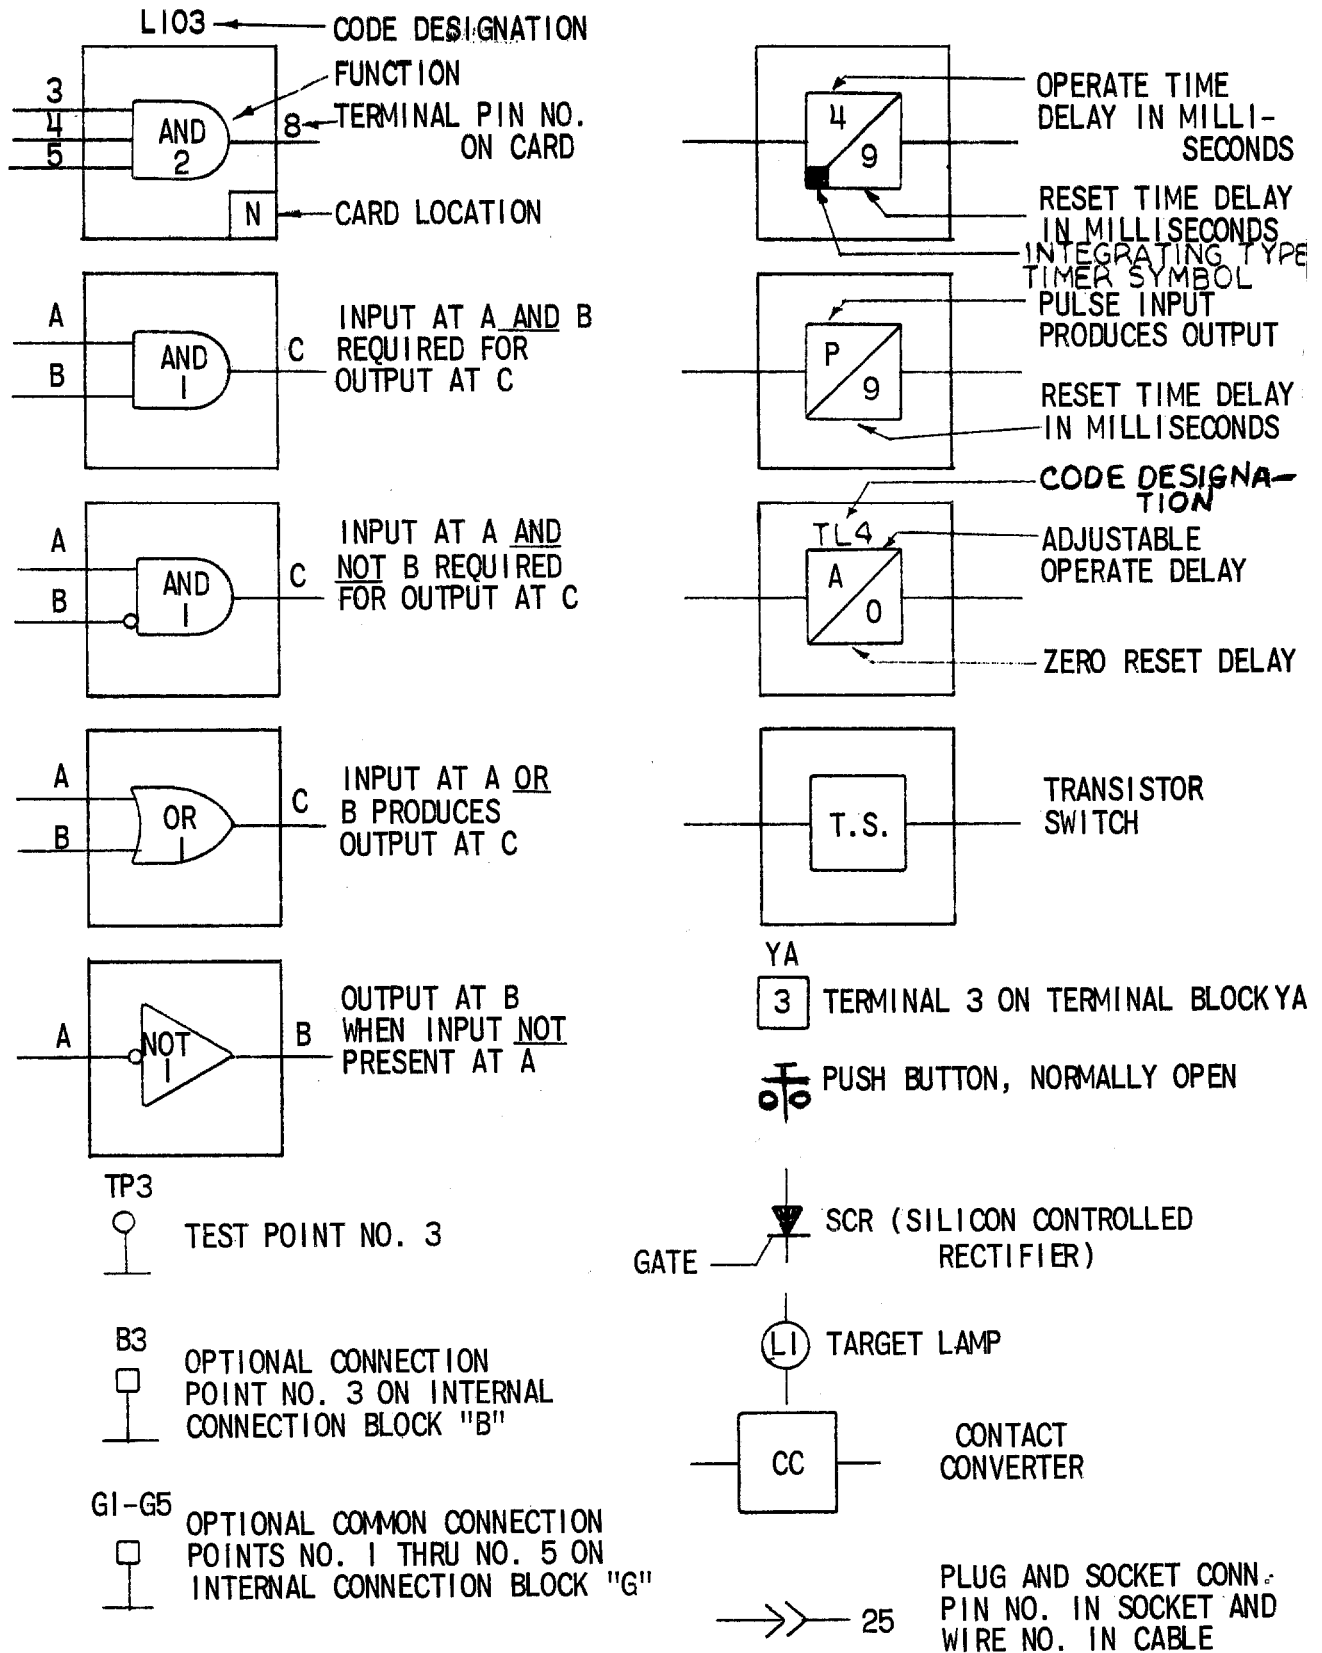 L103
CODE DESIGNATION
FUNCTION
3
4
5
AND
2
8
TERMINAL PIN NO.
ON CARD
N
CARD LOCATION
A
B
AND
1
C
INPUT AT A AND B
REQUIRED FOR
OUTPUT AT C
A
B
AND
1
C
INPUT AT A AND
NOT B REQUIRED
FOR OUTPUT AT C
A
B
OR
1
C
INPUT AT A OR
B PRODUCES
OUTPUT AT C
A
NOT
1
B
OUTPUT AT B
WHEN INPUT NOT
PRESENT AT A
TP3
TEST POINT NO. 3
B3
OPTIONAL CONNECTION
POINT NO. 3 ON INTERNAL
CONNECTION BLOCK "B"
G1-G5
OPTIONAL COMMON CONNECTION
POINTS NO. 1 THRU NO. 5 ON
INTERNAL CONNECTION BLOCK "G"
4
9
OPERATE TIME
DELAY IN MILLI-
SECONDS
RESET TIME DELAY
IN MILLISECONDS
INTEGRATING TYPE
TIMER SYMBOL
P
9
PULSE INPUT
PRODUCES OUTPUT
RESET TIME DELAY
IN MILLISECONDS
CODE DESIGNA-
TION
TL4
A
0
ADJUSTABLE
OPERATE DELAY
ZERO RESET DELAY
T.S.
TRANSISTOR
SWITCH
YA
3
TERMINAL 3 ON TERMINAL BLOCK YA
PUSH BUTTON, NORMALLY OPEN
GATE
SCR (SILICON CONTROLLED
RECTIFIER)
L1
TARGET LAMP
CC
CONTACT
CONVERTER
25
PLUG AND SOCKET CONN.
PIN NO. IN SOCKET AND
WIRE NO. IN CABLE